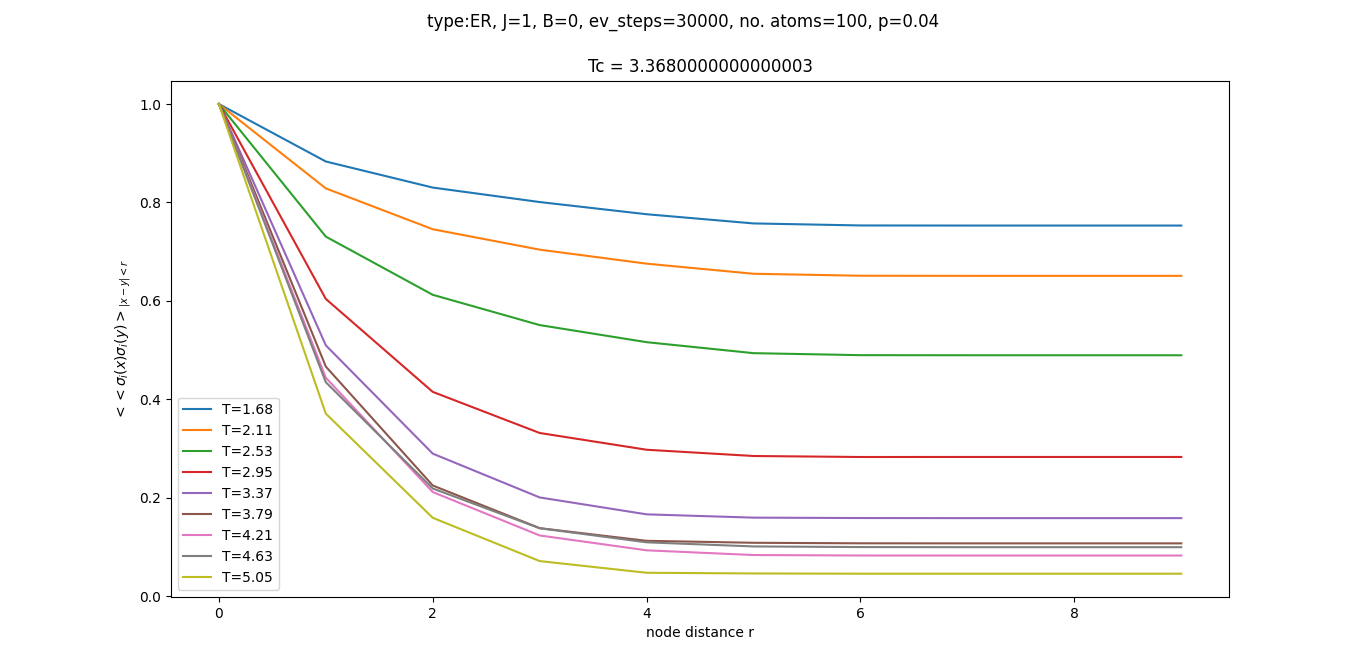 type:ER, J=1, B=0, ev_steps=30000, no. atoms=100, p=0.04
Tc = 3.3680000000000003
1.0
0.8
0.6
0.4
0.2
0.0
< < σᵢ(x)σᵢ(y) > |x − y| < r
T=1.68
T=2.11
T=2.53
T=2.95
T=3.37
T=3.79
T=4.21
T=4.63
T=5.05
0 2 4 6 8
node distance r